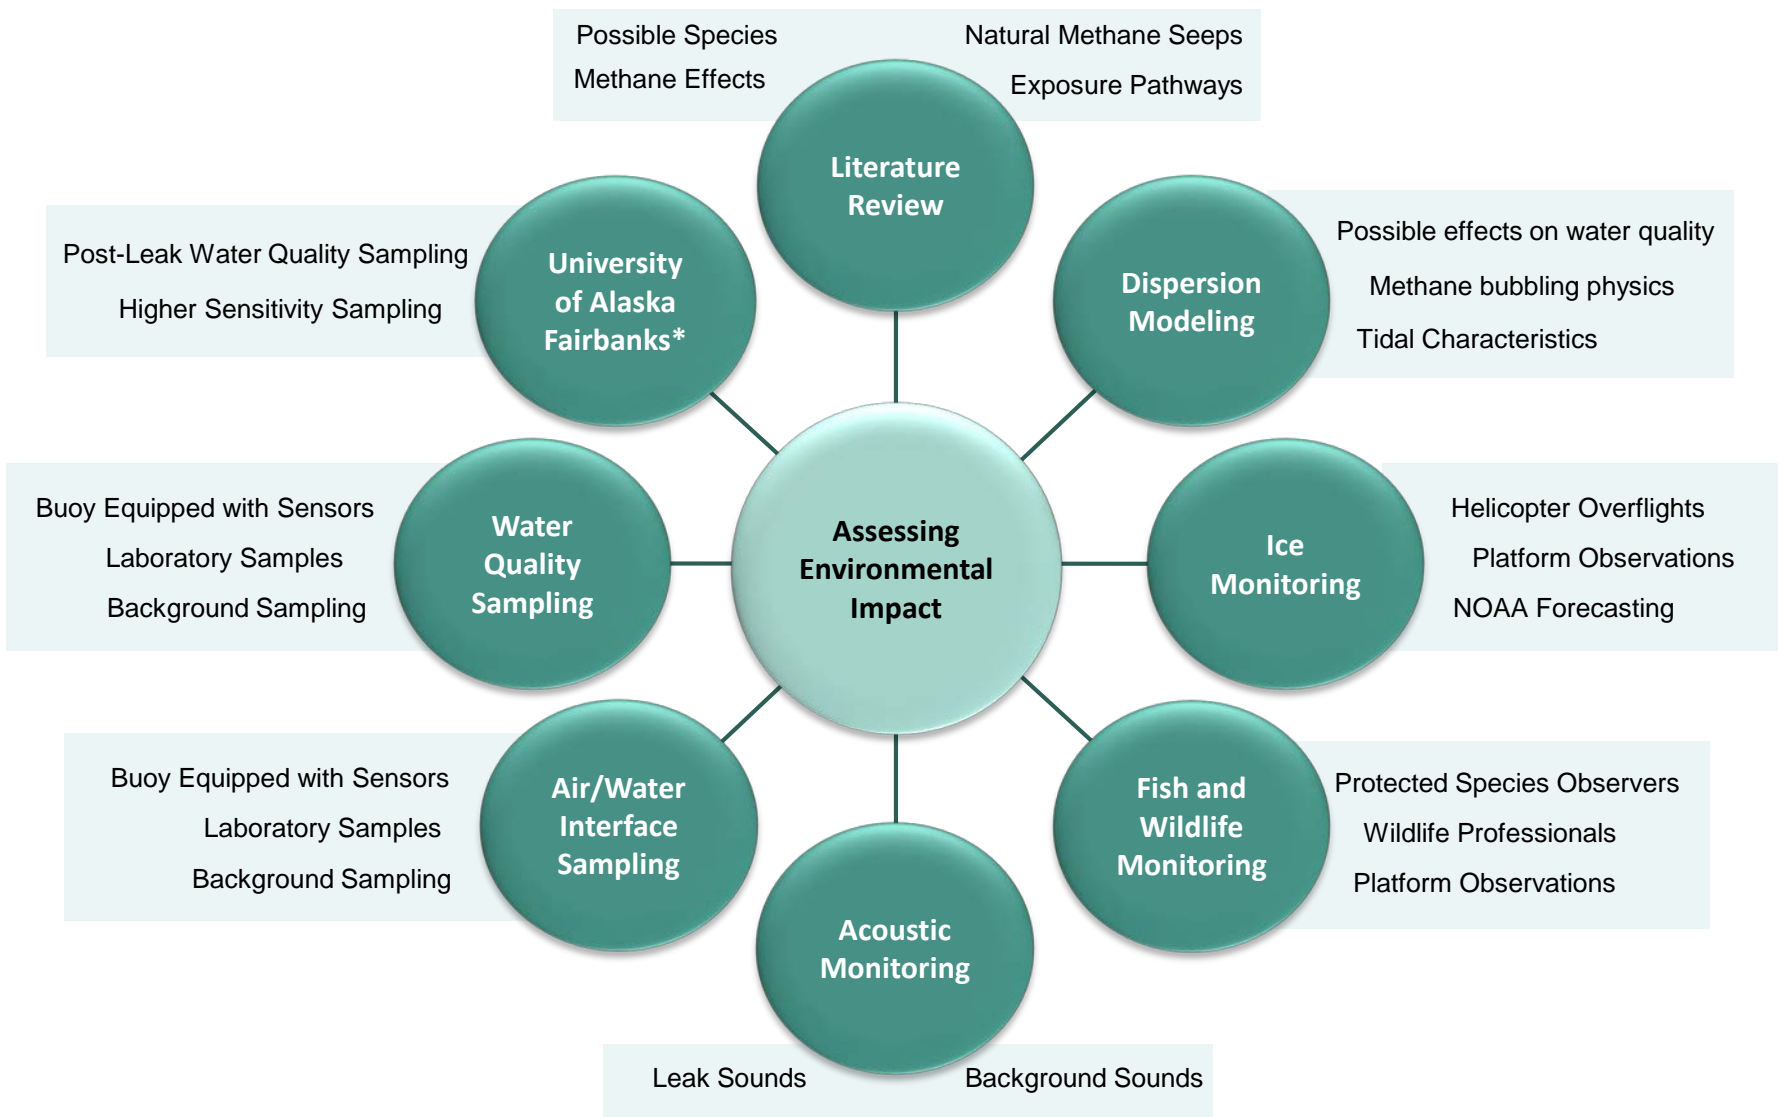 Possible Species
Methane Effects
Natural Methane Seeps
Exposure Pathways
Literature
Review
Possible effects on water quality
Methane bubbling physics
Tidal Characteristics
Dispersion
Modeling
Helicopter Overflights
Platform Observations
NOAA Forecasting
Ice
Monitoring
Protected Species Observers
Wildlife Professionals
Platform Observations
Fish and
Wildlife
Monitoring
Leak Sounds
Background Sounds
Acoustic
Monitoring
Buoy Equipped with Sensors
Laboratory Samples
Background Sampling
Air/Water
Interface
Sampling
Buoy Equipped with Sensors
Laboratory Samples
Background Sampling
Water
Quality
Sampling
Post-Leak Water Quality Sampling
Higher Sensitivity Sampling
University
of Alaska
Fairbanks*
Assessing
Environmental
Impact